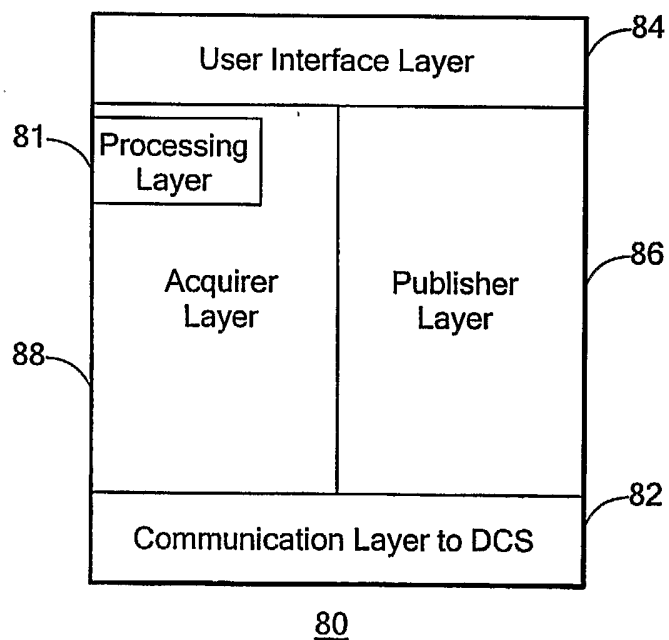 User Interface Layer
84
81
Processing
Layer
Acquirer
Layer
Publisher
Layer
86
88
82
Communication Layer to DCS
80